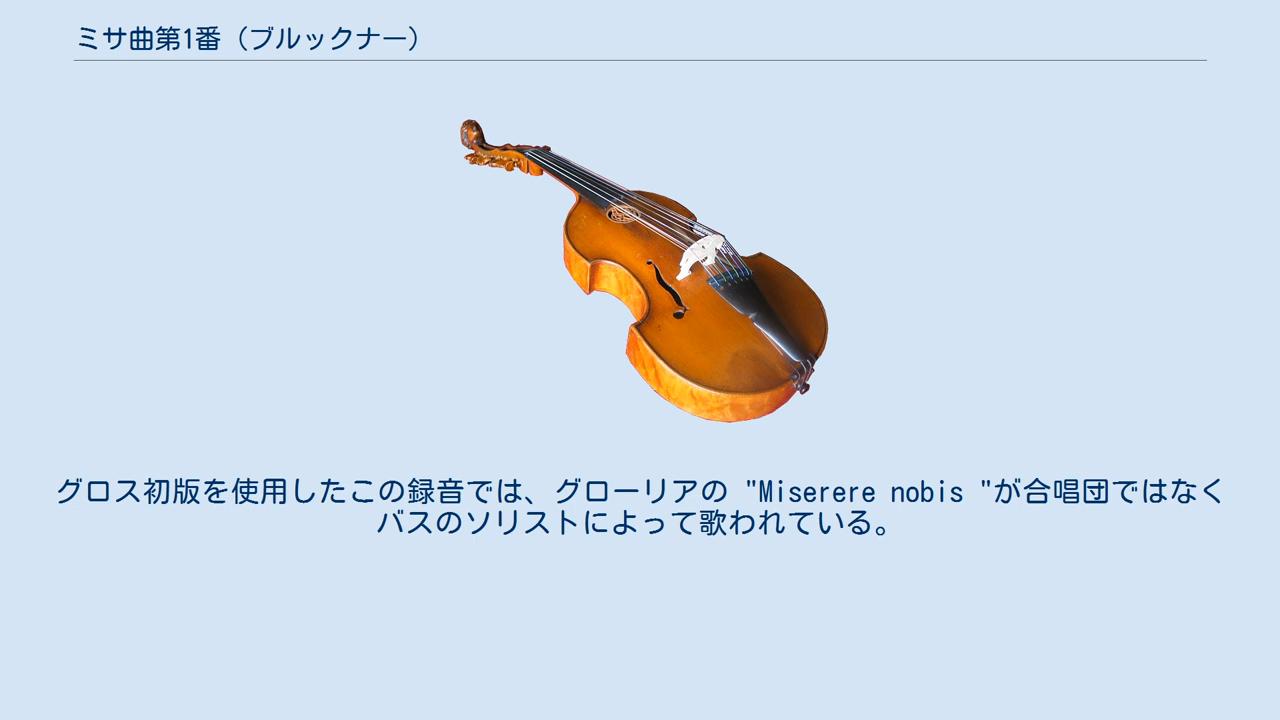 ミサ曲第1番（ブルックナー）
グロス初版を使用したこの録音では、グローリアの "Miserere nobis "が合唱団ではなく
バスのソリストによって歌われている。